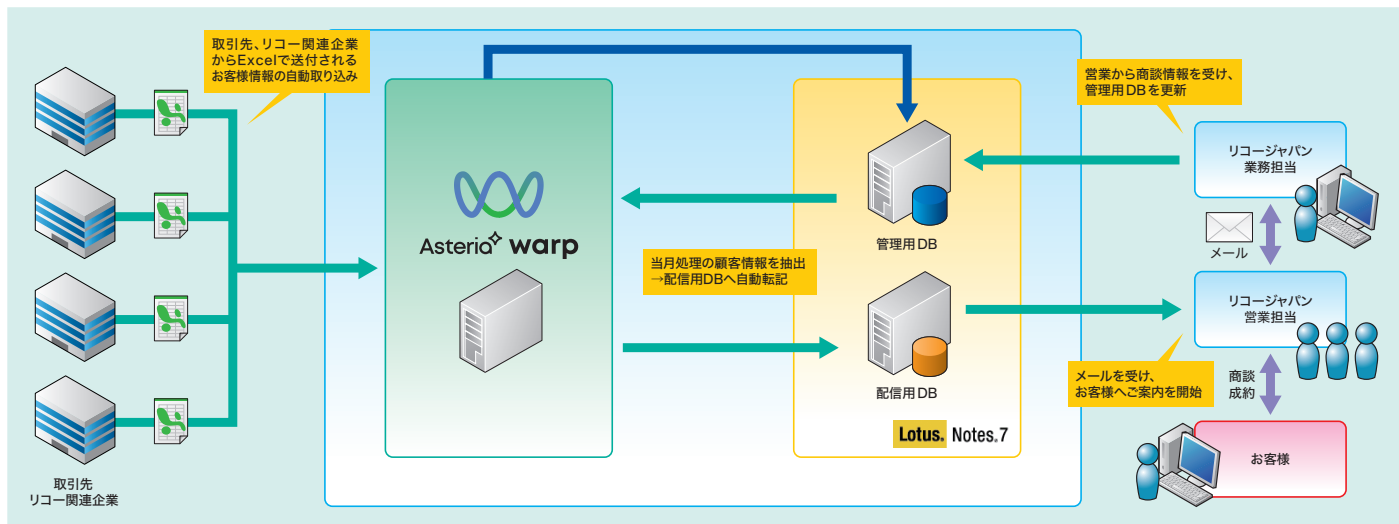 取引先、リコー関連企業
からExcelで送付される
お客様情報の自動取り込み
取引先
リコー関連企業
Asteria warp
当月処理の顧客情報を抽出
→配信用DBへ自動転記
管理用DB
配信用DB
Lotus. Notes.7
営業から商談情報を受け、
管理用DBを更新
リコージャパン
業務担当
メール
リコージャパン
営業担当
メールを受け、
お客様へご案内を開始
商談
成約
お客様